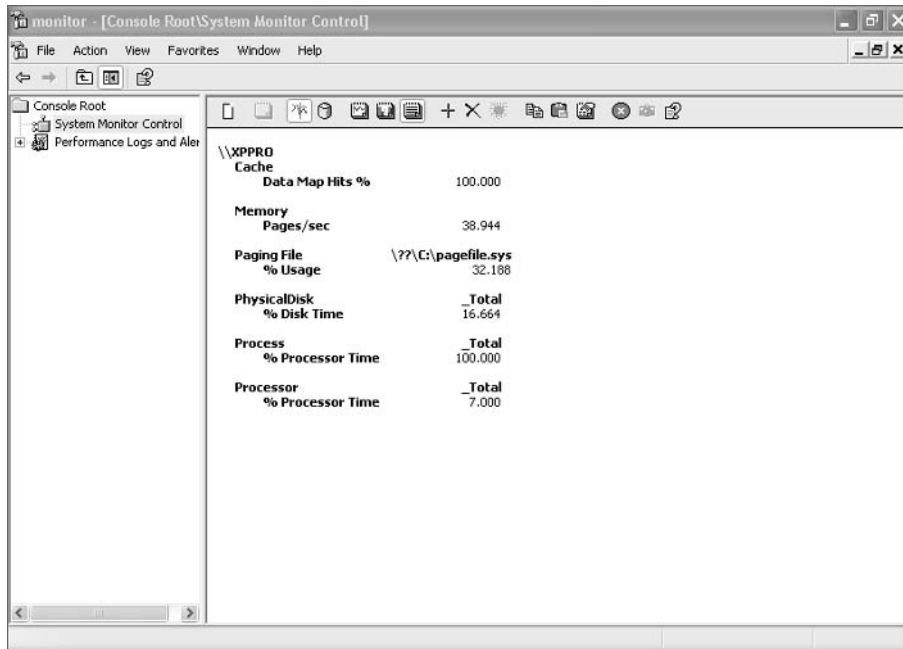 monitor - [Console Root\System Monitor Control]
File Action View Favorites Window Help
Console Root
System Monitor Control
Performance Logs and Aler
\\XPPRO
Cache
Data Map Hits % 100.000
Memory
Pages/sec 38.944
Paging File \??\C:\pagefile.sys
% Usage 32.188
PhysicalDisk _Total
% Disk Time 16.664
Process _Total
% Processor Time 100.000
Processor _Total
% Processor Time 7.000